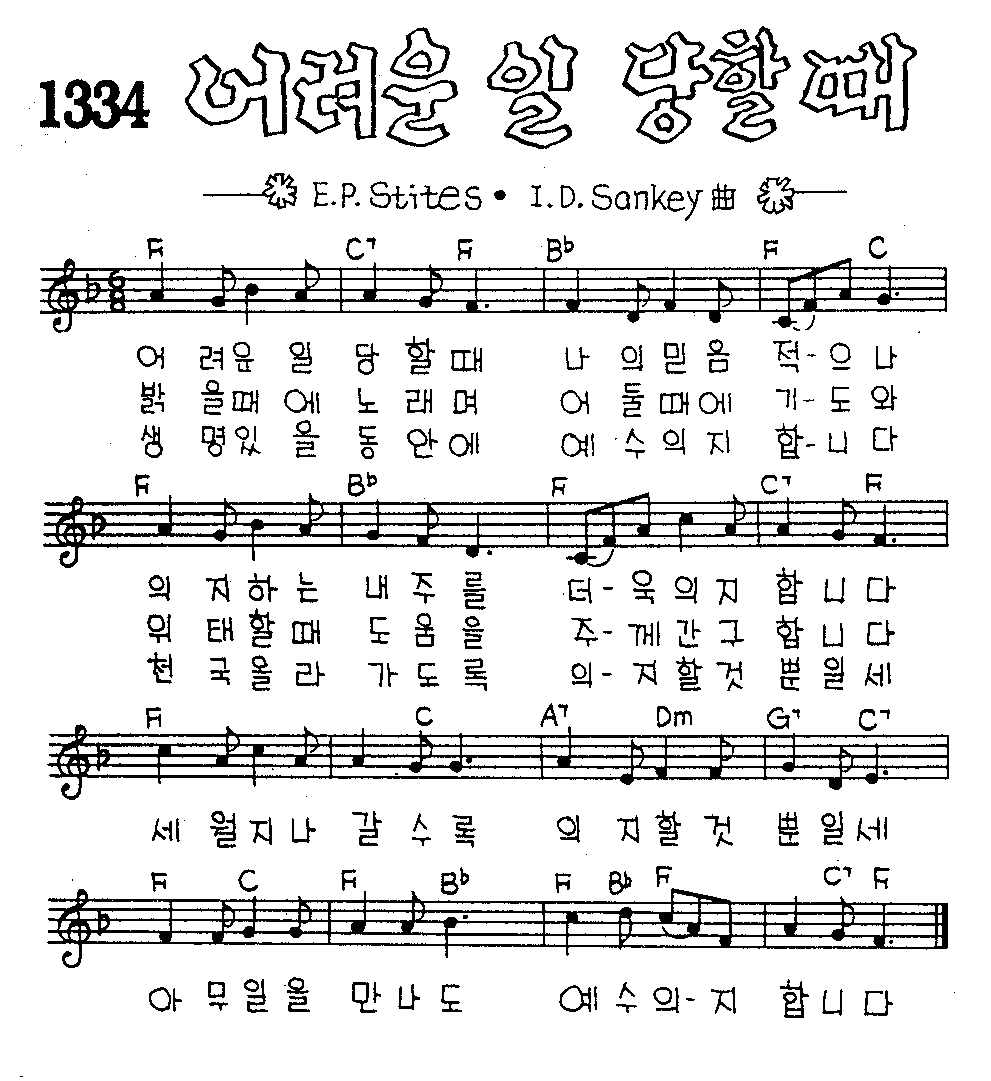 1334 어려운 일 당할 때
E.P. Stites • I.D. Sankey 曲
F C7 F B♭ F C
어 려운 일 당 할때 나 의믿음 적-으나
밝 을때에 노래며 어 둘때에 기-도와
생 명있을 동안에 예 수의지 합-니다
F B♭ F C7 F
의 지하는 내주를 더-욱의지 합니다
위 태할때 도움을 주-께간구 합니다
천 국올라 가도록 의-지할것 뿐일세
F C A7 Dm G7 C7
세 월지나 갈수록 의 지할것 뿐일세
F C F B♭ F B♭ F C7 F
아 무일을 만나도 예수의-지 합니다